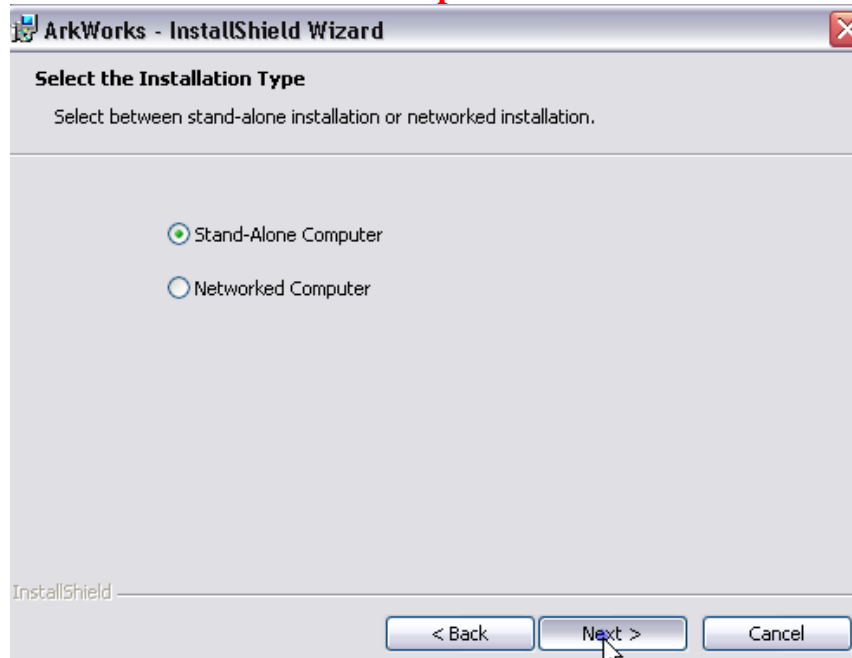 ArkWorks - InstallShield Wizard
Select the Installation Type
Select between stand-alone installation or networked installation.
Stand-Alone Computer
Networked Computer
InstallShield
< Back Next > Cancel